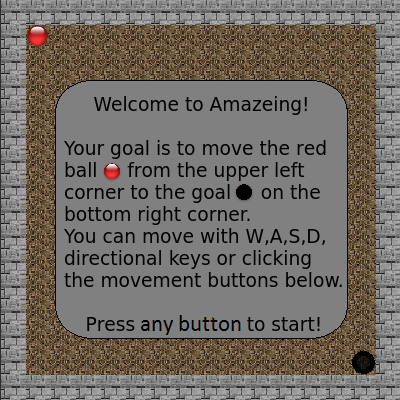 Welcome to Amazeing!
Your goal is to move the red
ball from the upper left
corner to the goal on the
bottom right corner.
You can move with W,A,S,D,
directional keys or clicking
the movement buttons below.
Press any button to start!